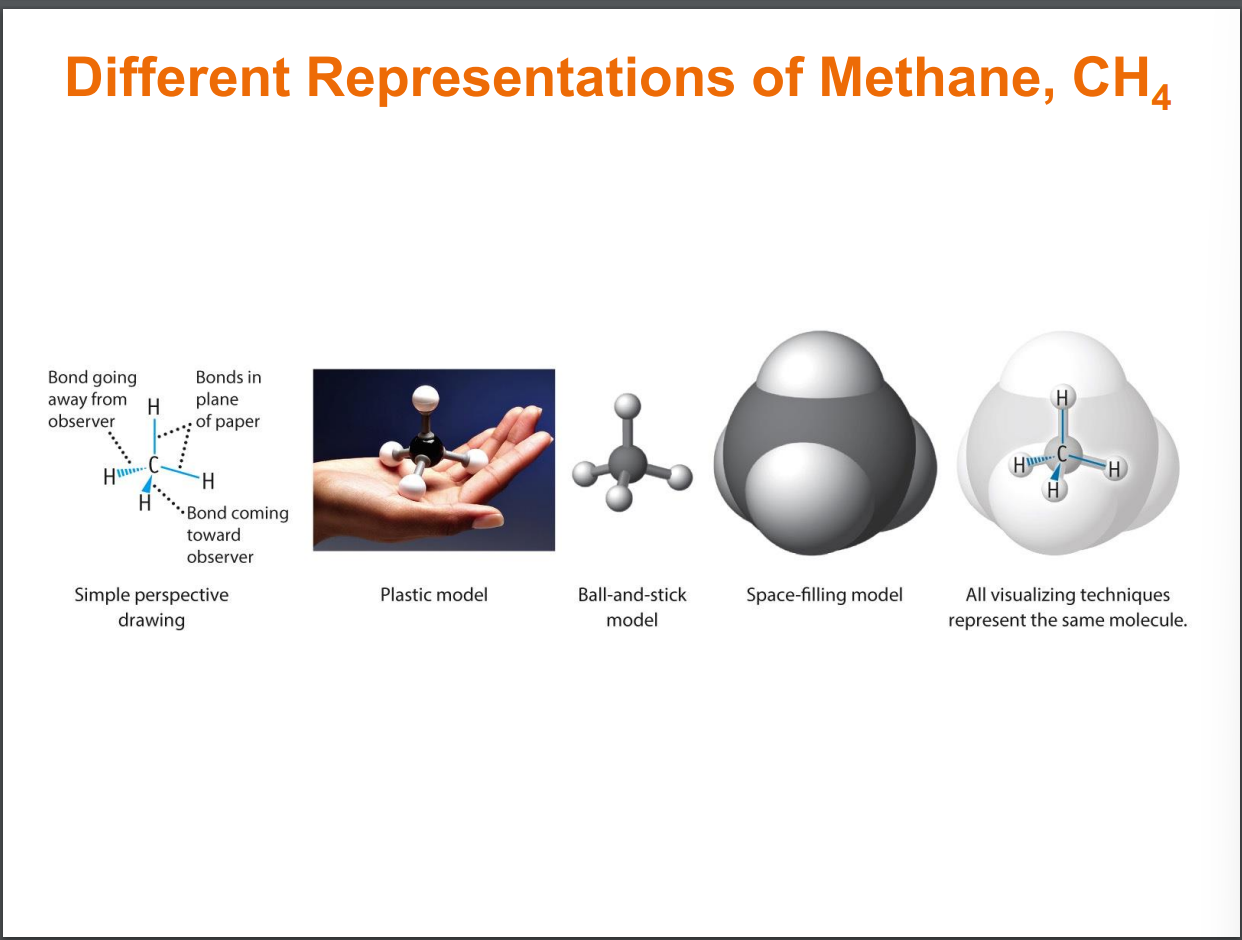 Different Representations of Methane, CH₄
Bond going
away from
observer
Bonds in
plane
of paper
H
C
H
H
H
Bond coming
toward
observer
Simple perspective
drawing
Plastic model
Ball-and-stick
model
Space-filling model
H
C
H
H
H
All visualizing techniques
represent the same molecule.